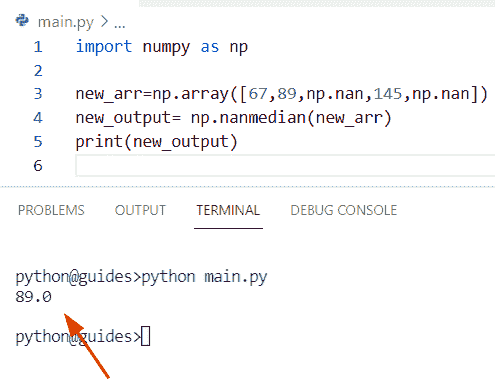 main.py > ...
1 import numpy as np
2
3 new_arr=np.array([67,89,np.nan,145,np.nan])
4 new_output= np.nanmedian(new_arr)
5 print(new_output)
6
PROBLEMS OUTPUT TERMINAL DEBUG CONSOLE
python@guides>python main.py
89.0
python@guides>